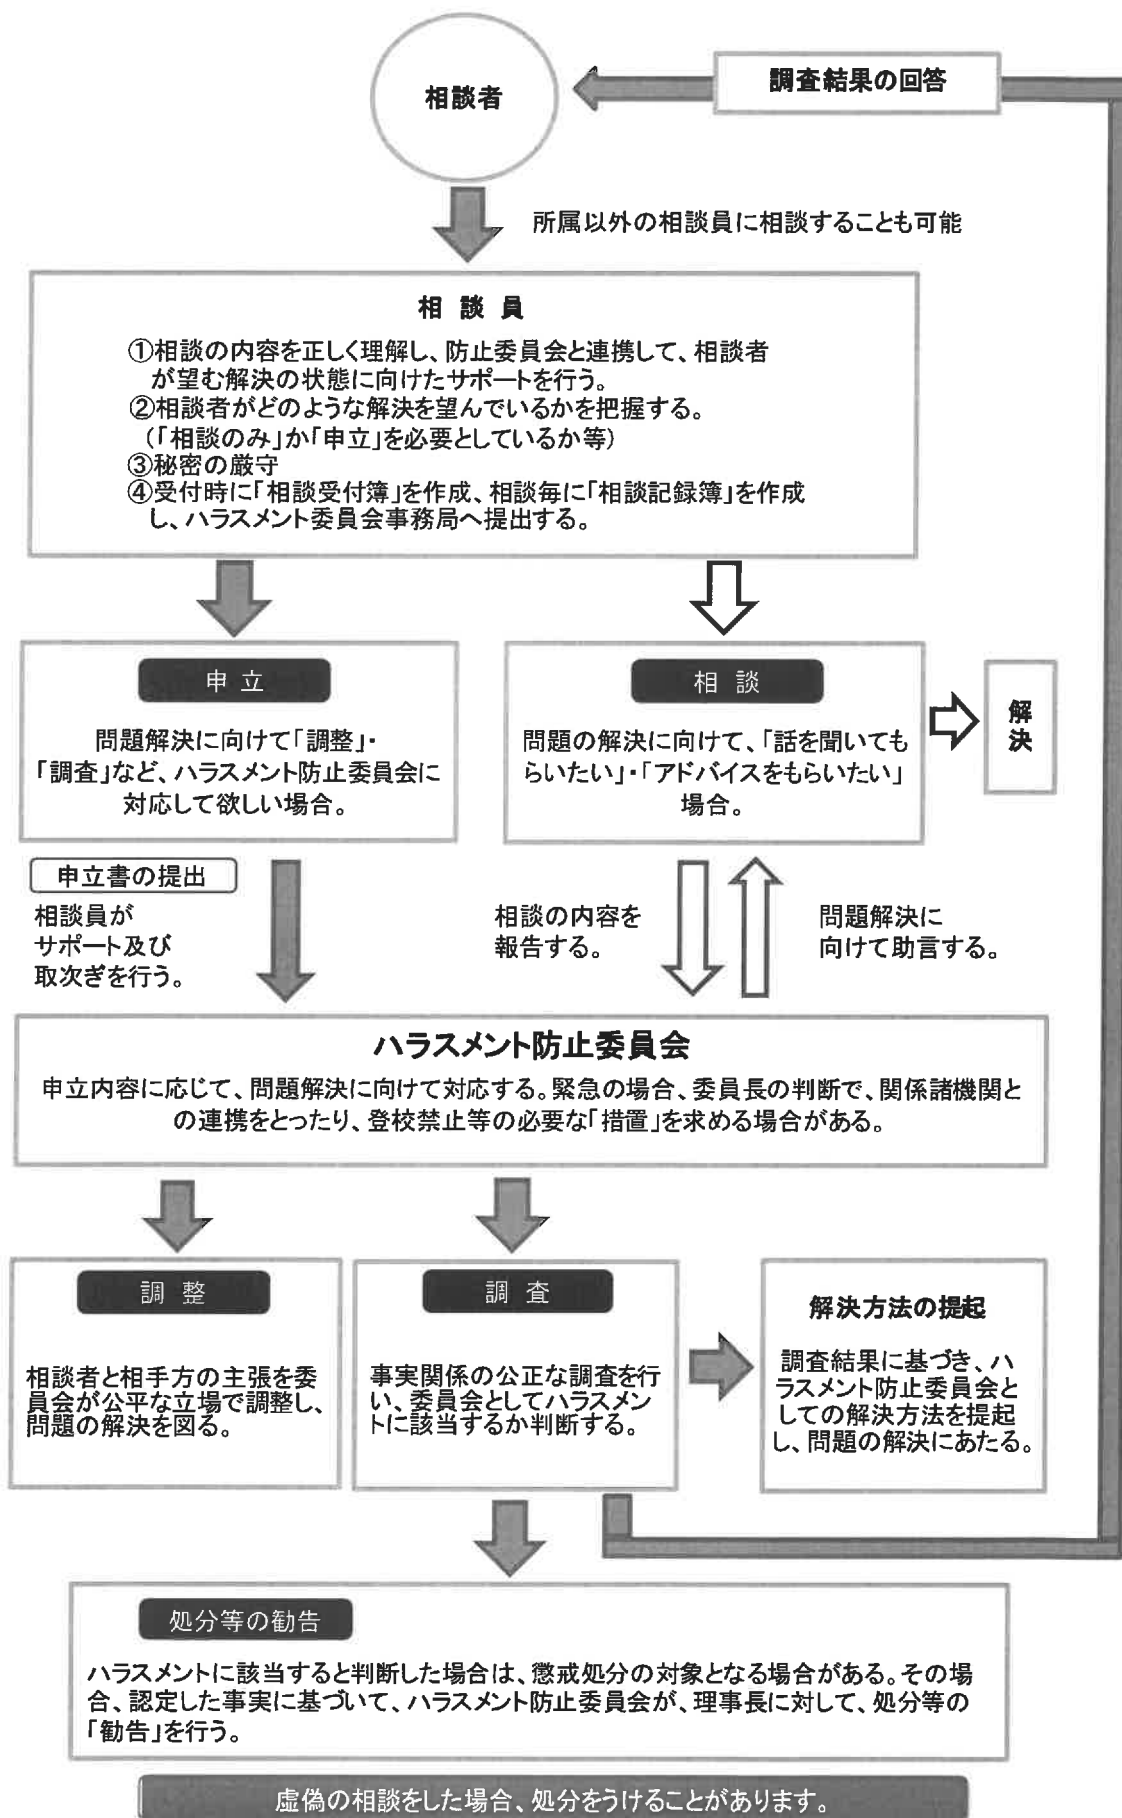 調査結果の回答
相談者
所属以外の相談員に相談することも可能
相 談 員
①相談の内容を正しく理解し、防止委員会と連携して、相談者
が望む解決の状態に向けたサポートを行う。
②相談者がどのような解決を望んでいるかを把握する。
(「相談のみ」か「申立」を必要としているか等)
③秘密の厳守
④受付時に「相談受付簿」を作成、相談毎に「相談記録簿」を作成
し、ハラスメント委員会事務局へ提出する。
申 立
問題解決に向けて「調整」・
「調査」など、ハラスメント防止委員会に
対応して欲しい場合。
相 談
問題の解決に向けて、「話を聞いても
らいたい」・「アドバイスをもらいたい」
場合。
解決
申立書の提出
相談員が
サポート及び
取次ぎを行う。
相談の内容を
報告する。
問題解決に
向けて助言する。
ハラスメント防止委員会
申立内容に応じて、問題解決に向けて対応する。緊急の場合、委員長の判断で、関係諸機関と
の連携をとったり、登校禁止等の必要な「措置」を求める場合がある。
調 整
相談者と相手方の主張を委
員会が公平な立場で調整し、
問題の解決を図る。
調 査
事実関係の公正な調査を行
い、委員会としてハラスメン
トに該当するか判断する。
解決方法の提起
調査結果に基づき、ハ
ラスメント防止委員会と
しての解決方法を提起
し、問題の解決にあたる。
処分等の勧告
ハラスメントに該当すると判断した場合は、懲戒処分の対象となる場合がある。その場
合、認定した事実に基づいて、ハラスメント防止委員会が、理事長に対して、処分等の
「勧告」を行う。
虚偽の相談をした場合、処分をうけることがあります。